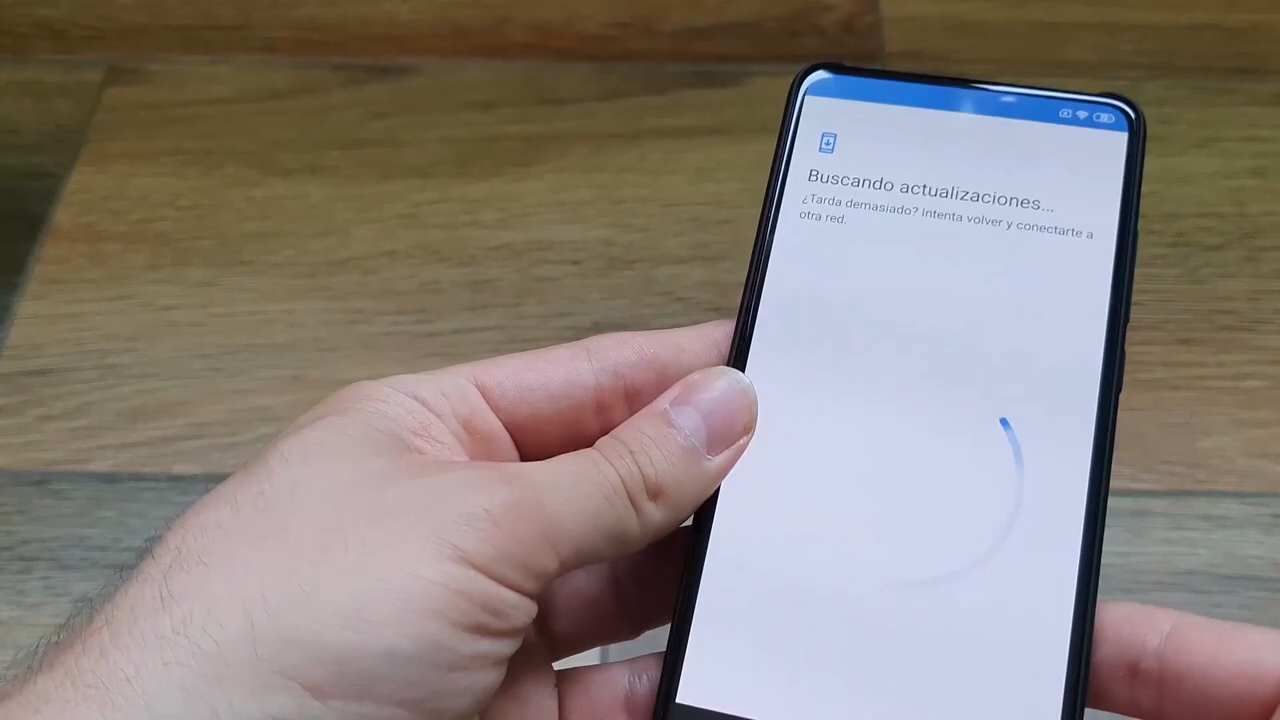 Buscando actualizaciones...
¿Tarda demasiado? Intenta volver y conectarte a
otra red.